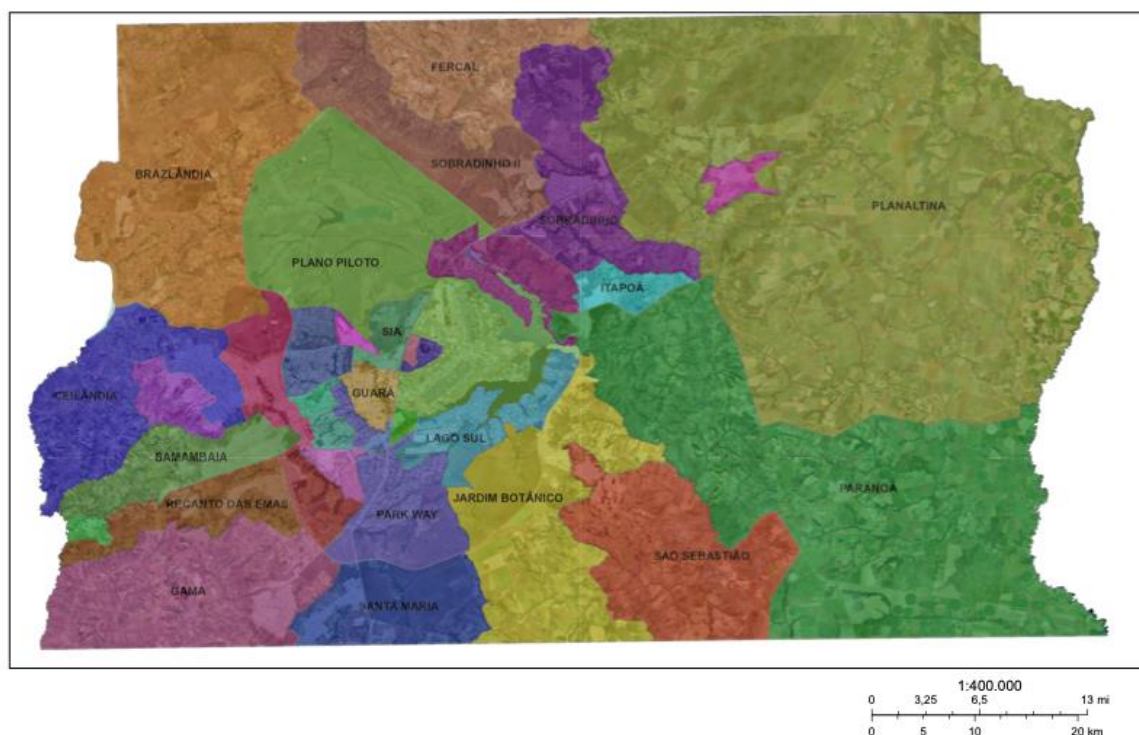 FERCAL
SOBRADINHO II
BRAZLÂNDIA
PLANALTINA
SOBRADINHO
PLANO PILOTO
ITAPOÃ
SIA
GUARÁ
CEILÂNDIA
LAGO SUL
SAMAMBAIA
PARANOÁ
JARDIM BOTÂNICO
RECANTO DAS EMAS
PARK WAY
SÃO SEBASTIÃO
GAMA
SANTA MARIA
1:400.000
0 3,25 6,5 13 mi
0 5 10 20 km